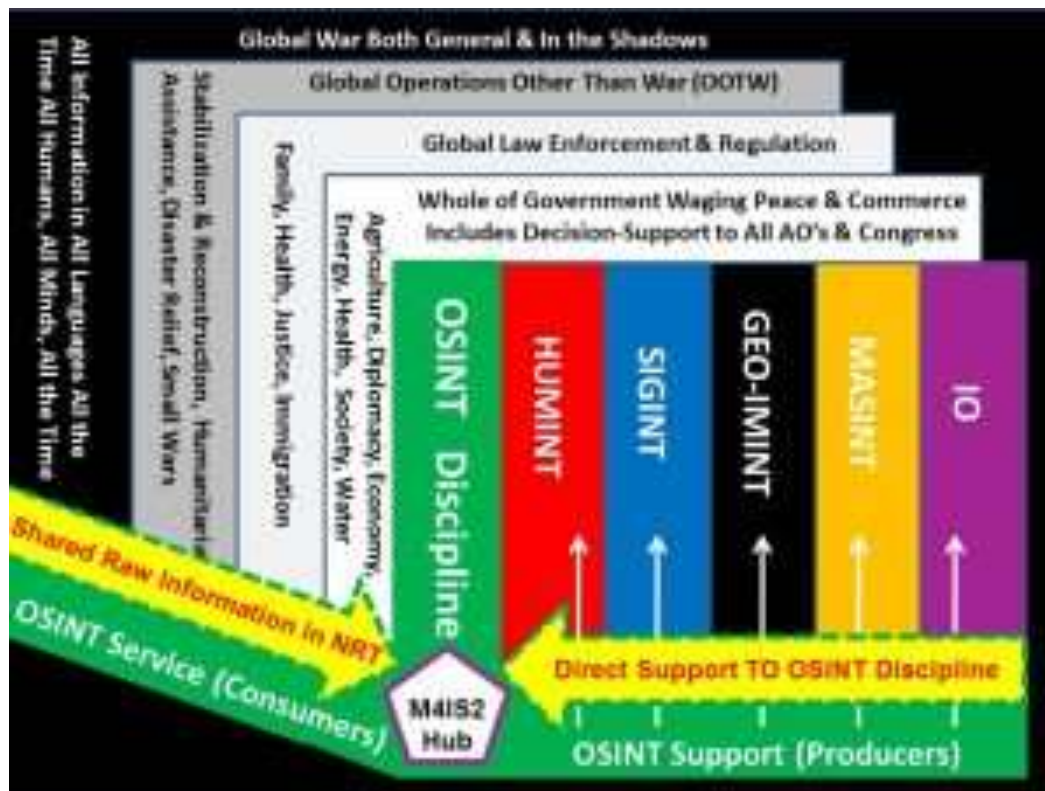 Global War Both General & In the Shadows
All Information in All Languages All the
Time All Humans, All Minds, All the Time
Global Operations Other Than War (OOTW)
Stabilization & Reconstruction, Humanitaria
Assistance, Disaster Relief, Small Wars
Global Law Enforcement & Regulation
Family, Health, Justice, Immigration
Whole of Government Waging Peace & Commerce
Includes Decision-Support to All AO's & Congress
Agriculture, Diplomacy, Economy,
Energy, Health, Society, Water
OSINT Discipline
HUMINT
SIGINT
GEO-IMINT
MASINT
IO
Shared Raw Information in NRT
Direct Support TO OSINT Discipline
OSINT Service (Consumers)
M4IS2
Hub
OSINT Support (Producers)